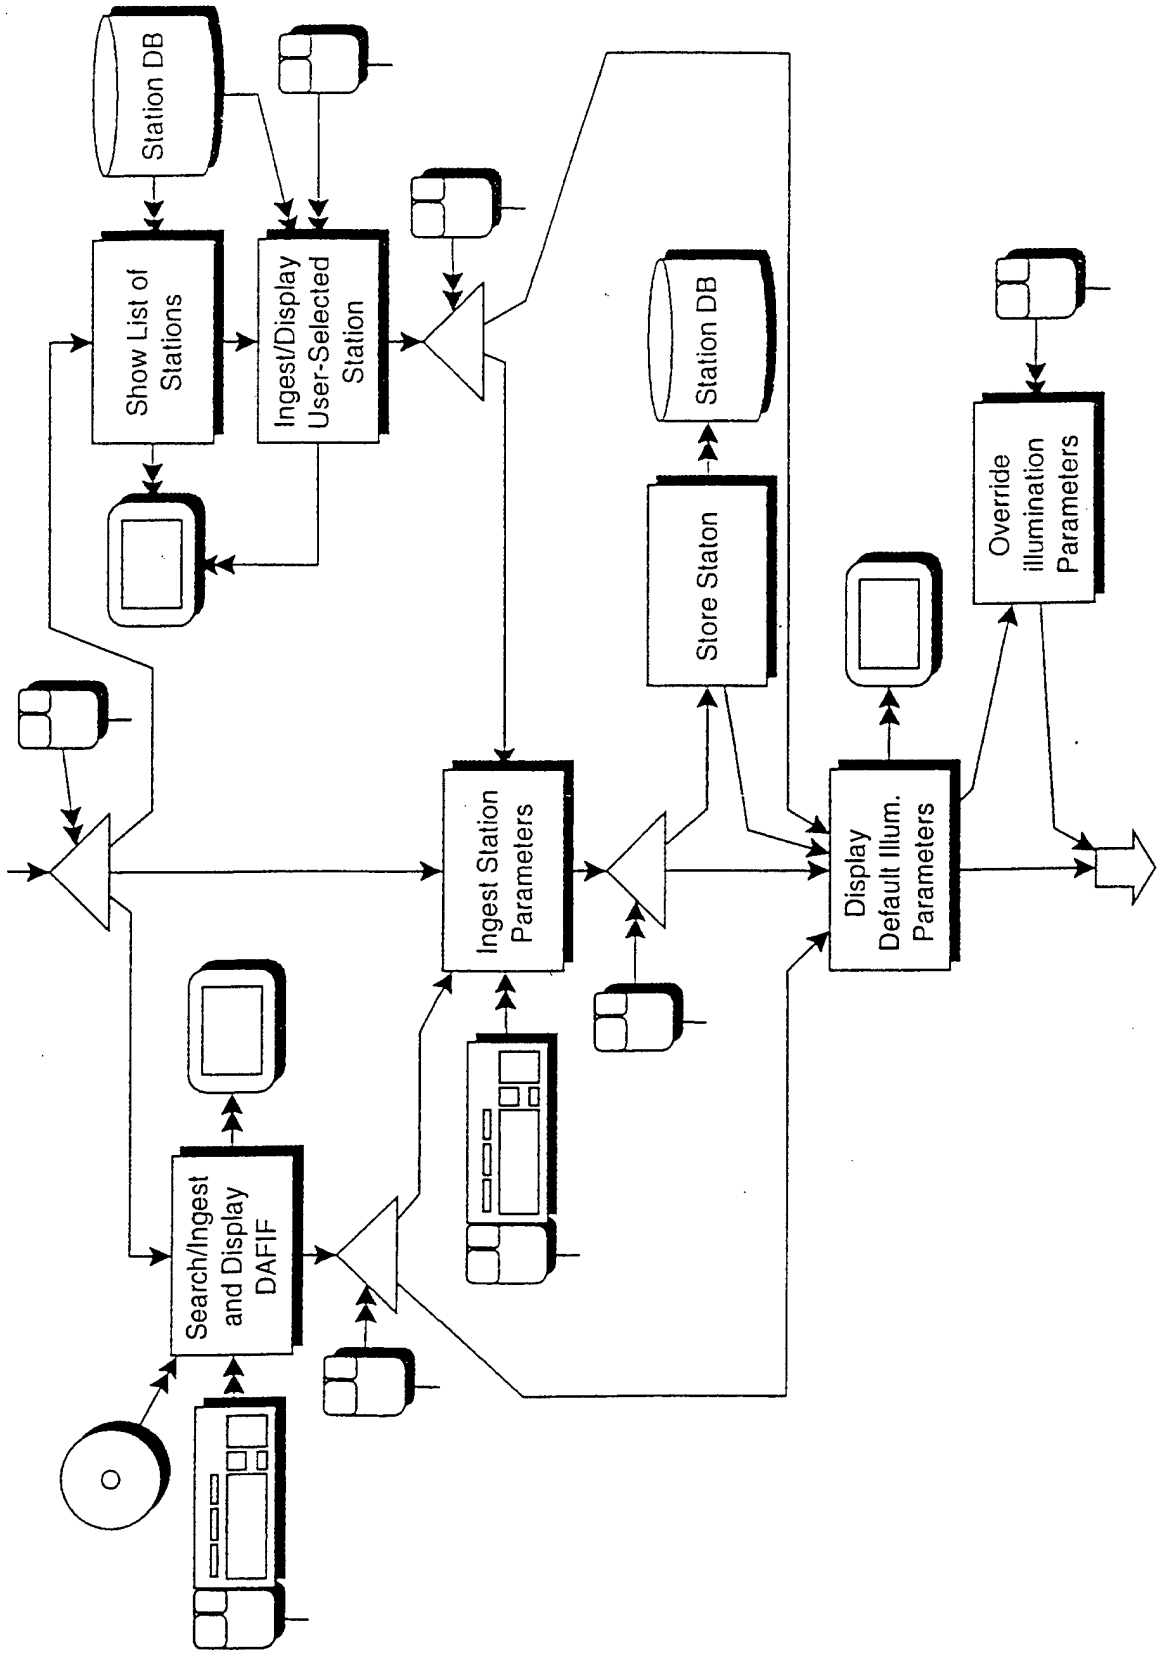 Station DB
Show List of
Stations
Ingest/Display
User-Selected
Station
Search/Ingest
and Display
DAFIF
Ingest Station
Parameters
Store Staton
Station DB
Display
Default Illum.
Parameters
Override
illumination
Parameters